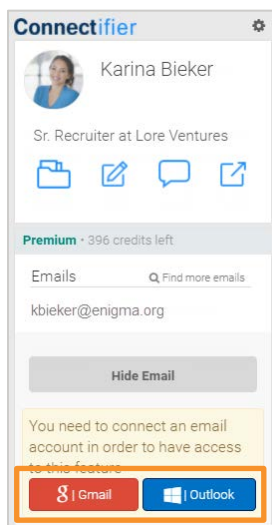 Connectifier
Karina Bieker
Sr. Recruiter at Lore Ventures
Premium • 396 credits left
Emails Find more emails
kbieker@enigma.org
Hide Email
You need to connect an email
account in order to have access
to this feature
g | Gmail | Outlook